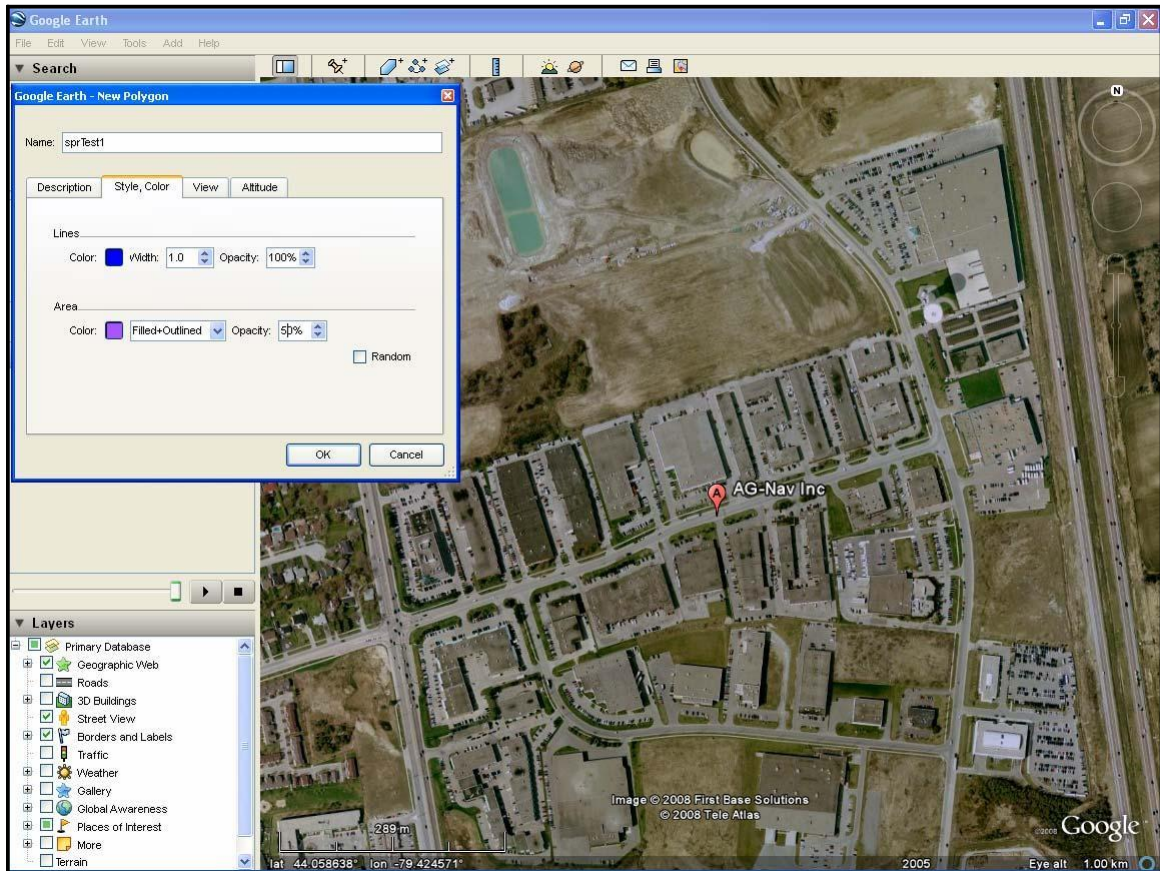 Google Earth
File Edit View Tools Add Help
Search
Google Earth - New Polygon
Name: sprTest1
Description Style, Color View Altitude
Lines
Color: Width: 1.0 Opacity: 100%
Area
Color: Filled+Outlined Opacity: 50%
Random
OK Cancel
N
A AG-Nav Inc
Layers
Primary Database
Geographic Web
Roads
3D Buildings
Street View
Borders and Labels
Traffic
Weather
Gallery
Global Awareness
Places of Interest
More
Terrain
Image © 2008 First Base Solutions
© 2008 Tele Atlas
©2008 Google
289 m
lat 44.058638° lon -79.424571° 2005 Eye alt 1.00 km